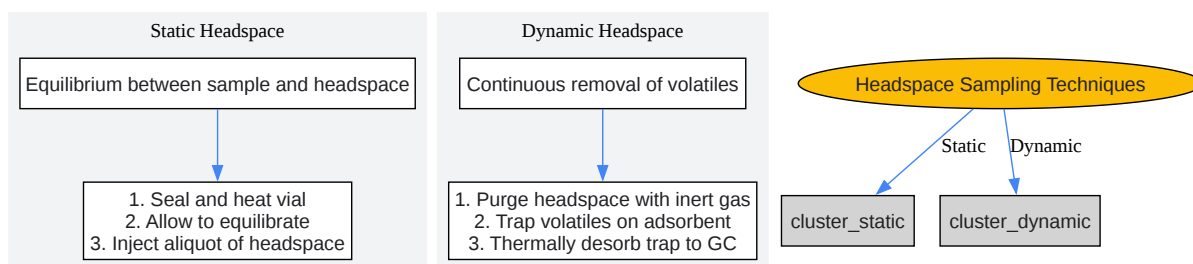 Static Headspace
Equilibrium between sample and headspace
1. Seal and heat vial
2. Allow to equilibrate
3. Inject aliquot of headspace
Dynamic Headspace
Continuous removal of volatiles
1. Purge headspace with inert gas
2. Trap volatiles on adsorbent
3. Thermally desorb trap to GC
Headspace Sampling Techniques
Static
Dynamic
cluster_static
cluster_dynamic